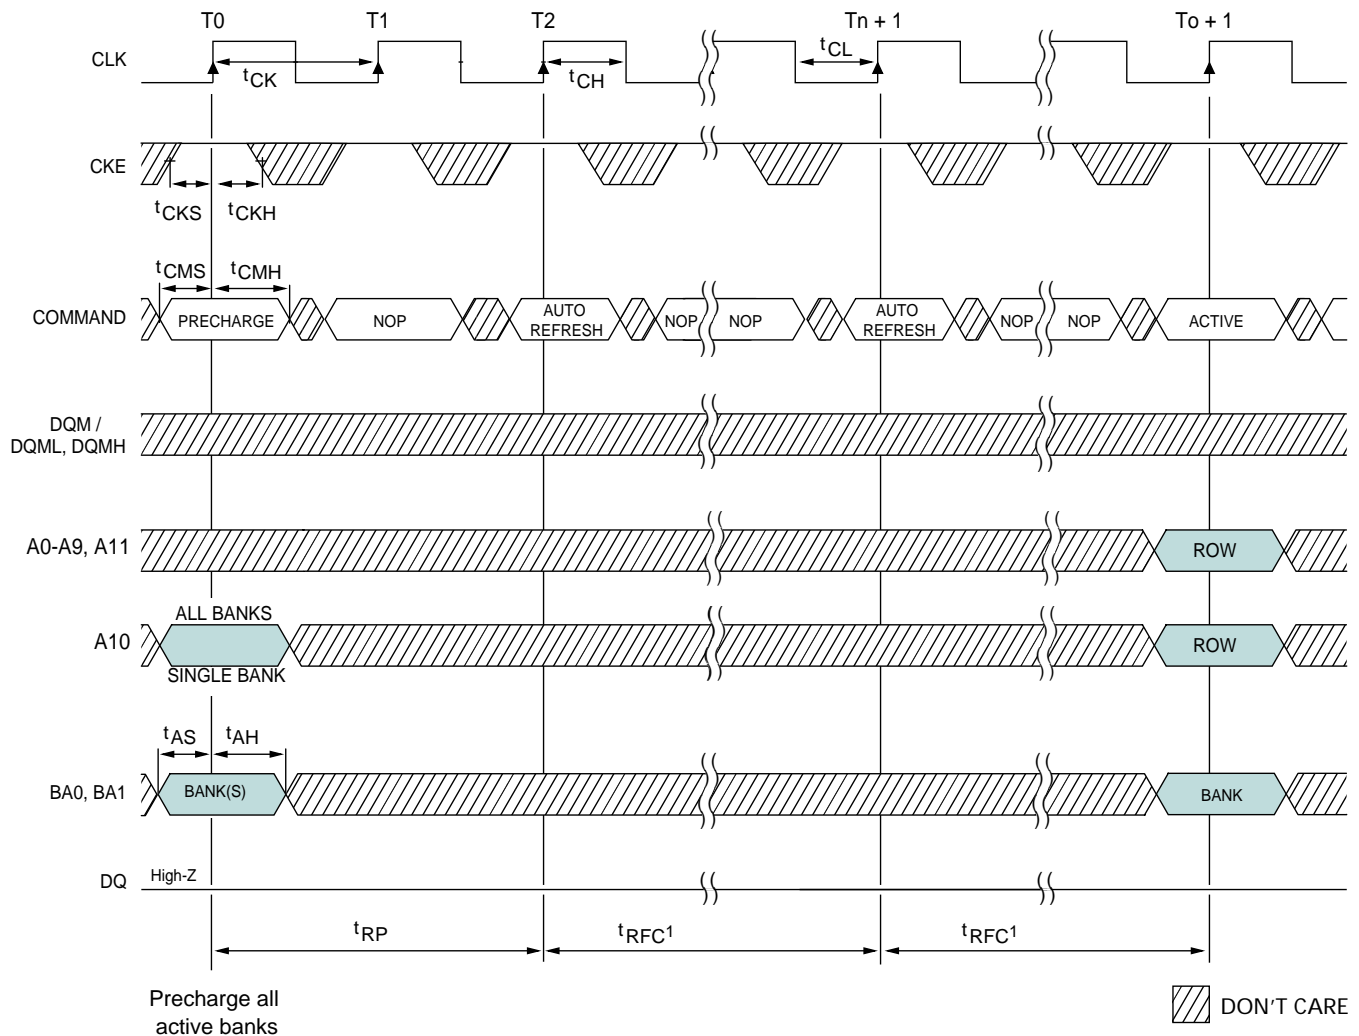 T0 T1 T2 Tn + 1 To + 1
CLK
tCK tCH tCL
CKE
tCKS tCKH
tCMS tCMH
COMMAND PRECHARGE NOP AUTO REFRESH NOP NOP AUTO REFRESH NOP NOP ACTIVE
DQM /
DQML, DQMH
A0-A9, A11 ROW
ALL BANKS
A10 ROW
SINGLE BANK
tAS tAH
BA0, BA1 BANK(S) BANK
DQ High-Z
tRP tRFC1 tRFC1
Precharge all
active banks
DON'T CARE